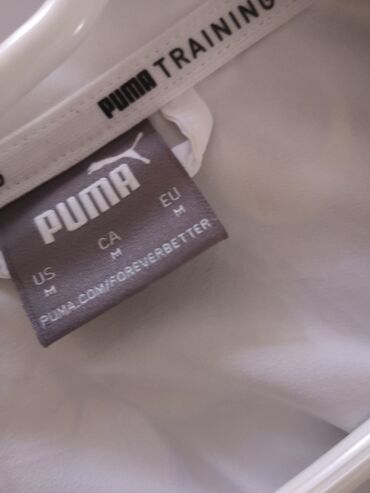 PUMA TRAINING
PUMA
US CA EU
M M M
PUMA.COM/FOREVERBETTER